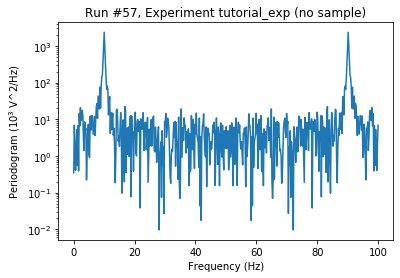 Run #57, Experiment tutorial_exp (no sample)
Periodogram (10³ V^2/Hz)
10³
10²
10¹
10⁰
10⁻¹
10⁻²
0 20 40 60 80 100
Frequency (Hz)